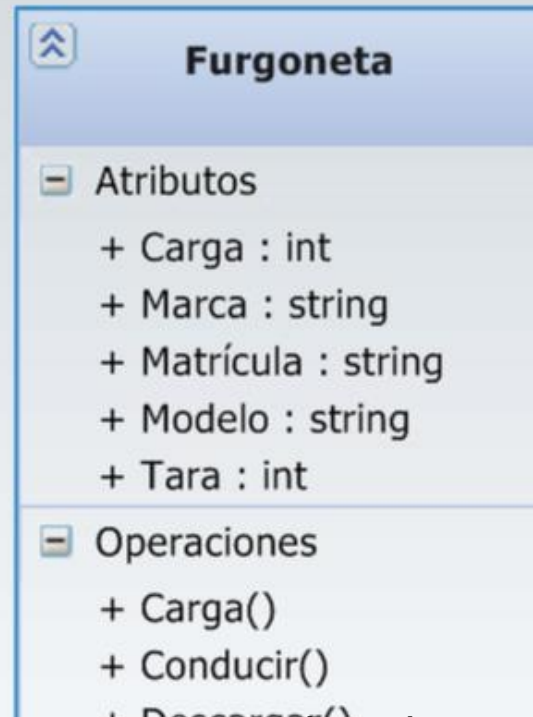 Furgoneta
Atributos
+ Carga : int
+ Marca : string
+ Matrícula : string
+ Modelo : string
+ Tara : int
Operaciones
+ Carga()
+ Conducir()